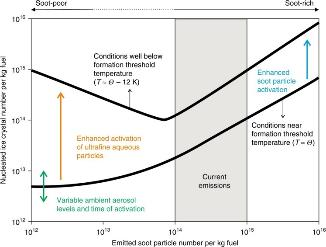 Soot-poor
Soot-rich
10¹⁶
10¹⁵
10¹⁴
10¹³
10¹²
Nucleated ice crystal number per kg fuel
Conditions well below
formation threshold
temperature
(T ≈ Θ − 12 K)
Enhanced
soot particle
activation
Enhanced activation
of ultrafine aqueous
particles
Conditions near
formation threshold
temperature (T ≈ Θ)
Current
emissions
Variable ambient aerosol
levels and time of activation
10¹² 10¹³ 10¹⁴ 10¹⁵ 10¹⁶
Emitted soot particle number per kg fuel